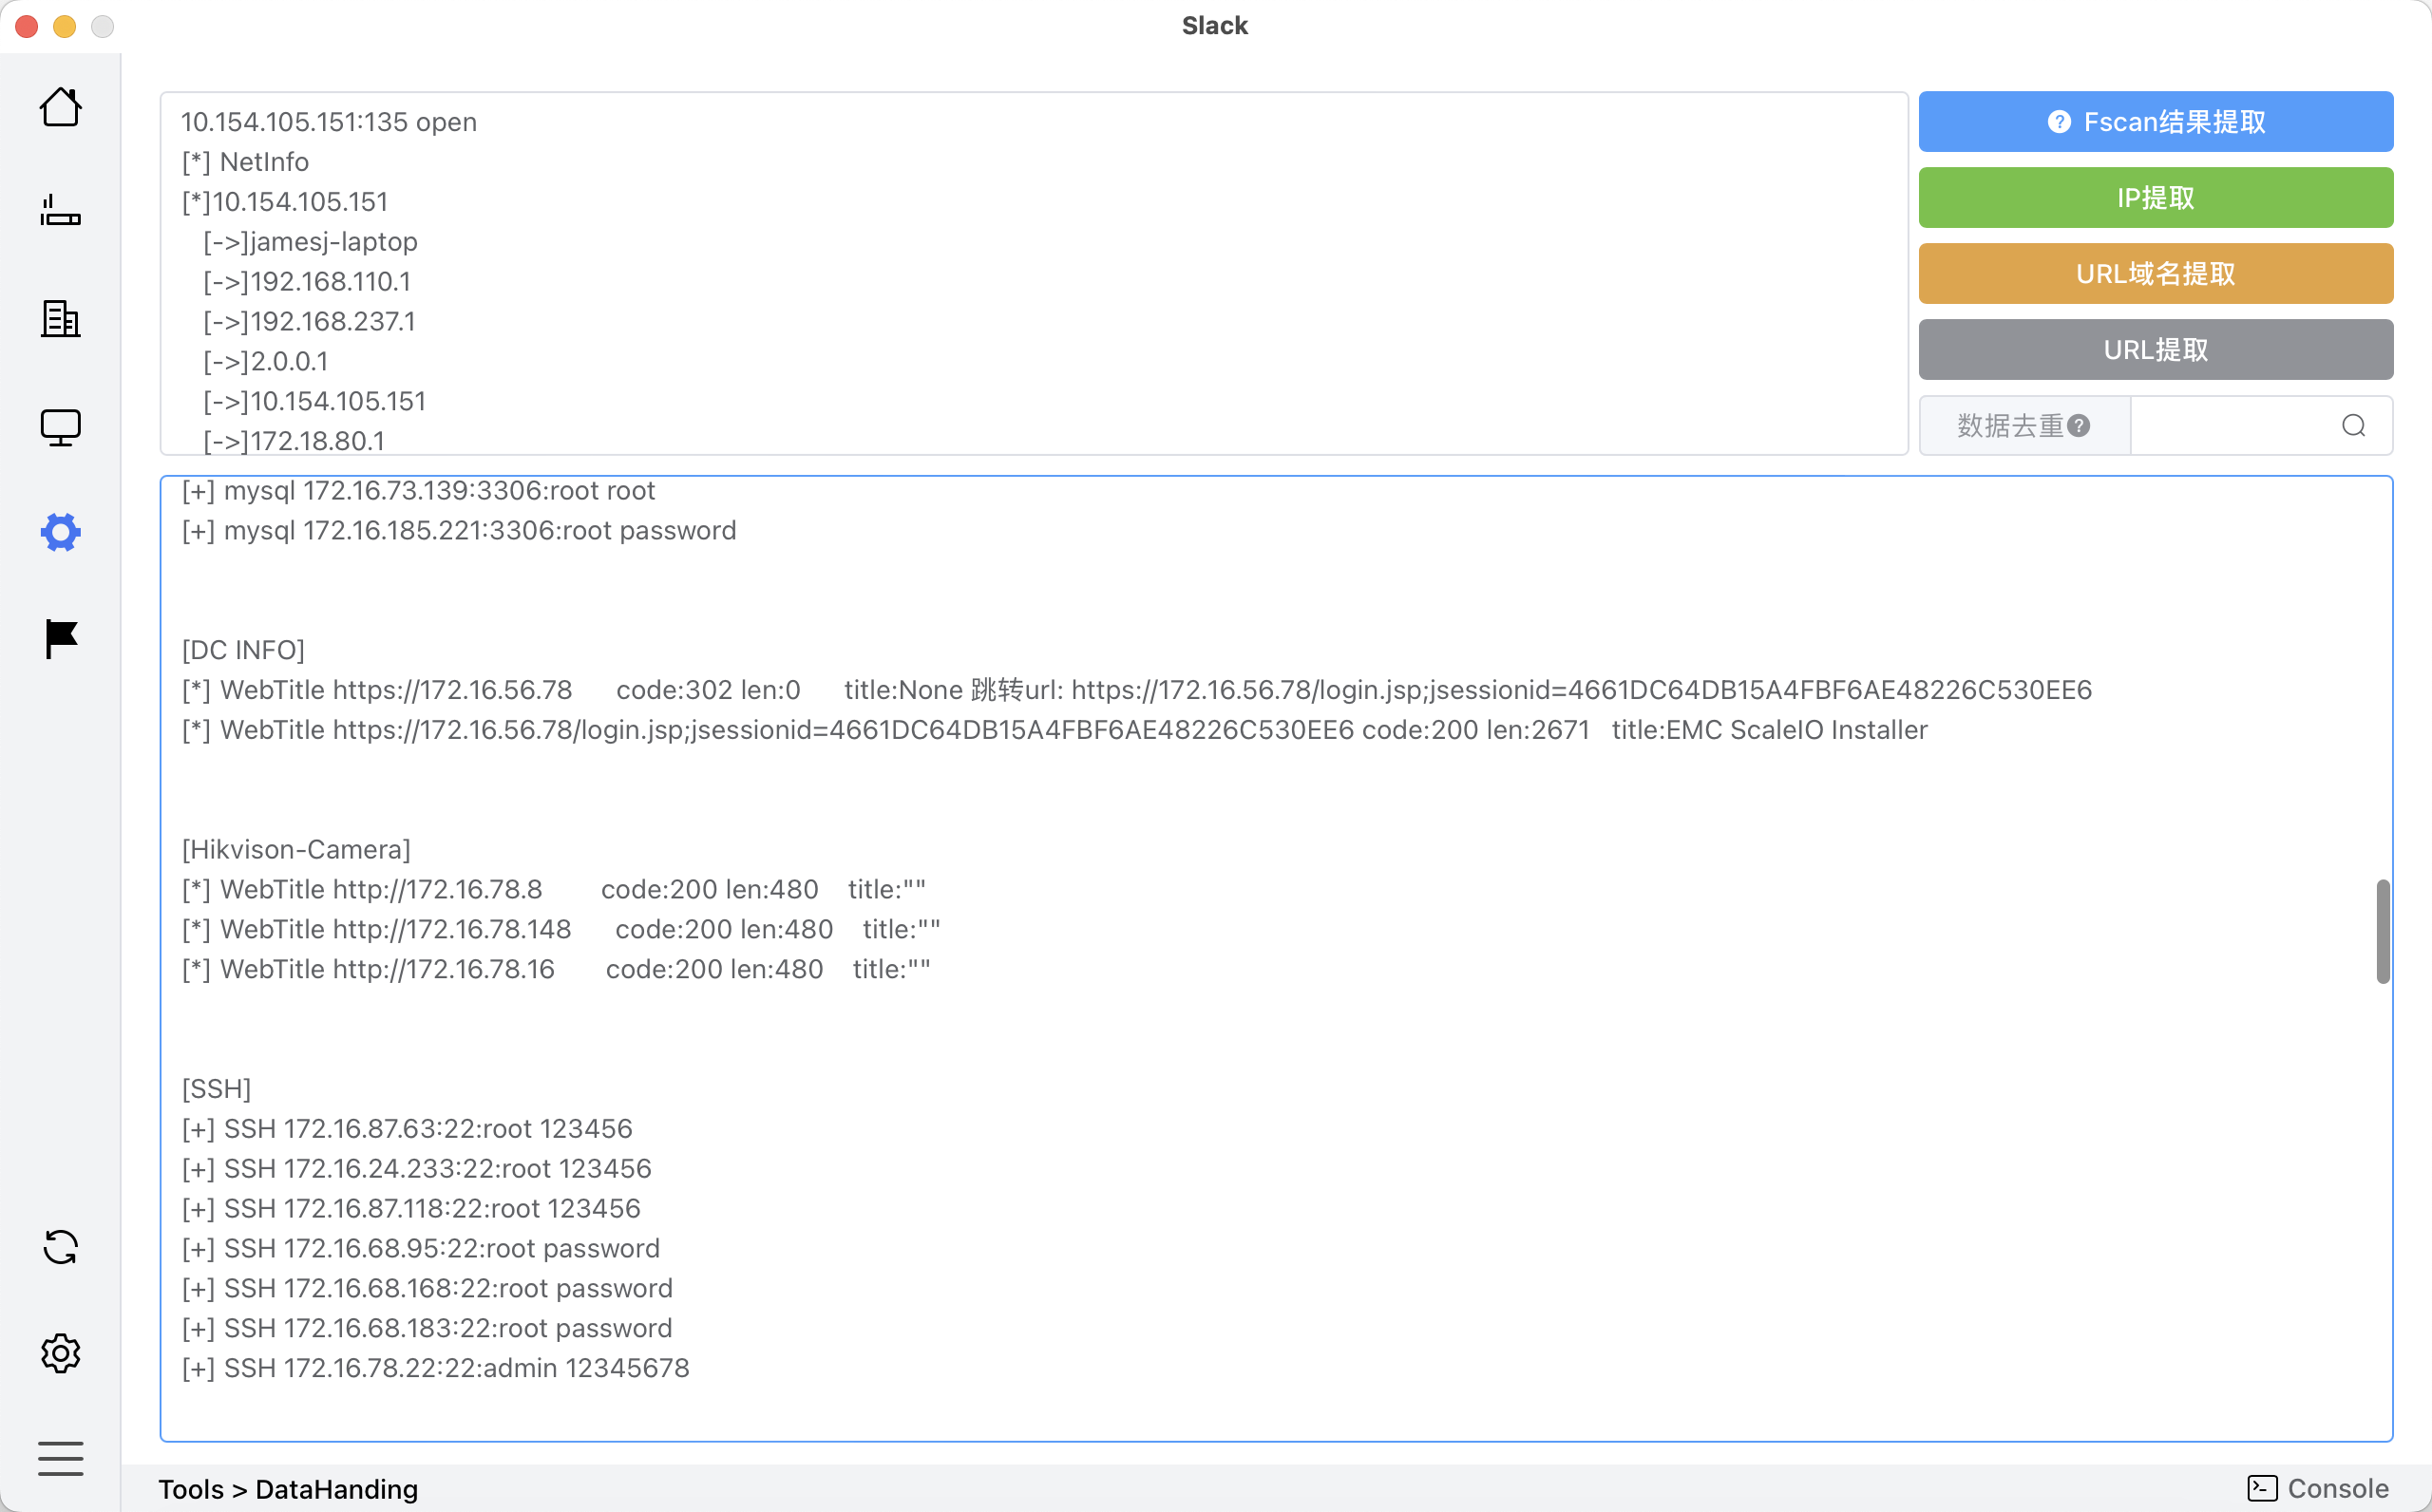 Slack
10.154.105.151:135 open
[*] NetInfo
[*]10.154.105.151
[->]jamesj-laptop
[->]192.168.110.1
[->]192.168.237.1
[->]2.0.0.1
[->]10.154.105.151
[->]172.18.80.1
Fscan结果提取
IP提取
URL域名提取
URL提取
数据去重
[+] mysql 172.16.73.139:3306:root root
[+] mysql 172.16.185.221:3306:root password
[DC INFO]
[*] WebTitle https://172.16.56.78 code:302 len:0 title:None 跳转url: https://172.16.56.78/login.jsp;jsessionid=4661DC64DB15A4FBF6AE48226C530EE6
[*] WebTitle https://172.16.56.78/login.jsp;jsessionid=4661DC64DB15A4FBF6AE48226C530EE6 code:200 len:2671 title:EMC ScaleIO Installer
[Hikvison-Camera]
[*] WebTitle http://172.16.78.8 code:200 len:480 title:""
[*] WebTitle http://172.16.78.148 code:200 len:480 title:""
[*] WebTitle http://172.16.78.16 code:200 len:480 title:""
[SSH]
[+] SSH 172.16.87.63:22:root 123456
[+] SSH 172.16.24.233:22:root 123456
[+] SSH 172.16.87.118:22:root 123456
[+] SSH 172.16.68.95:22:root password
[+] SSH 172.16.68.168:22:root password
[+] SSH 172.16.68.183:22:root password
[+] SSH 172.16.78.22:22:admin 12345678
Tools > DataHanding
Console